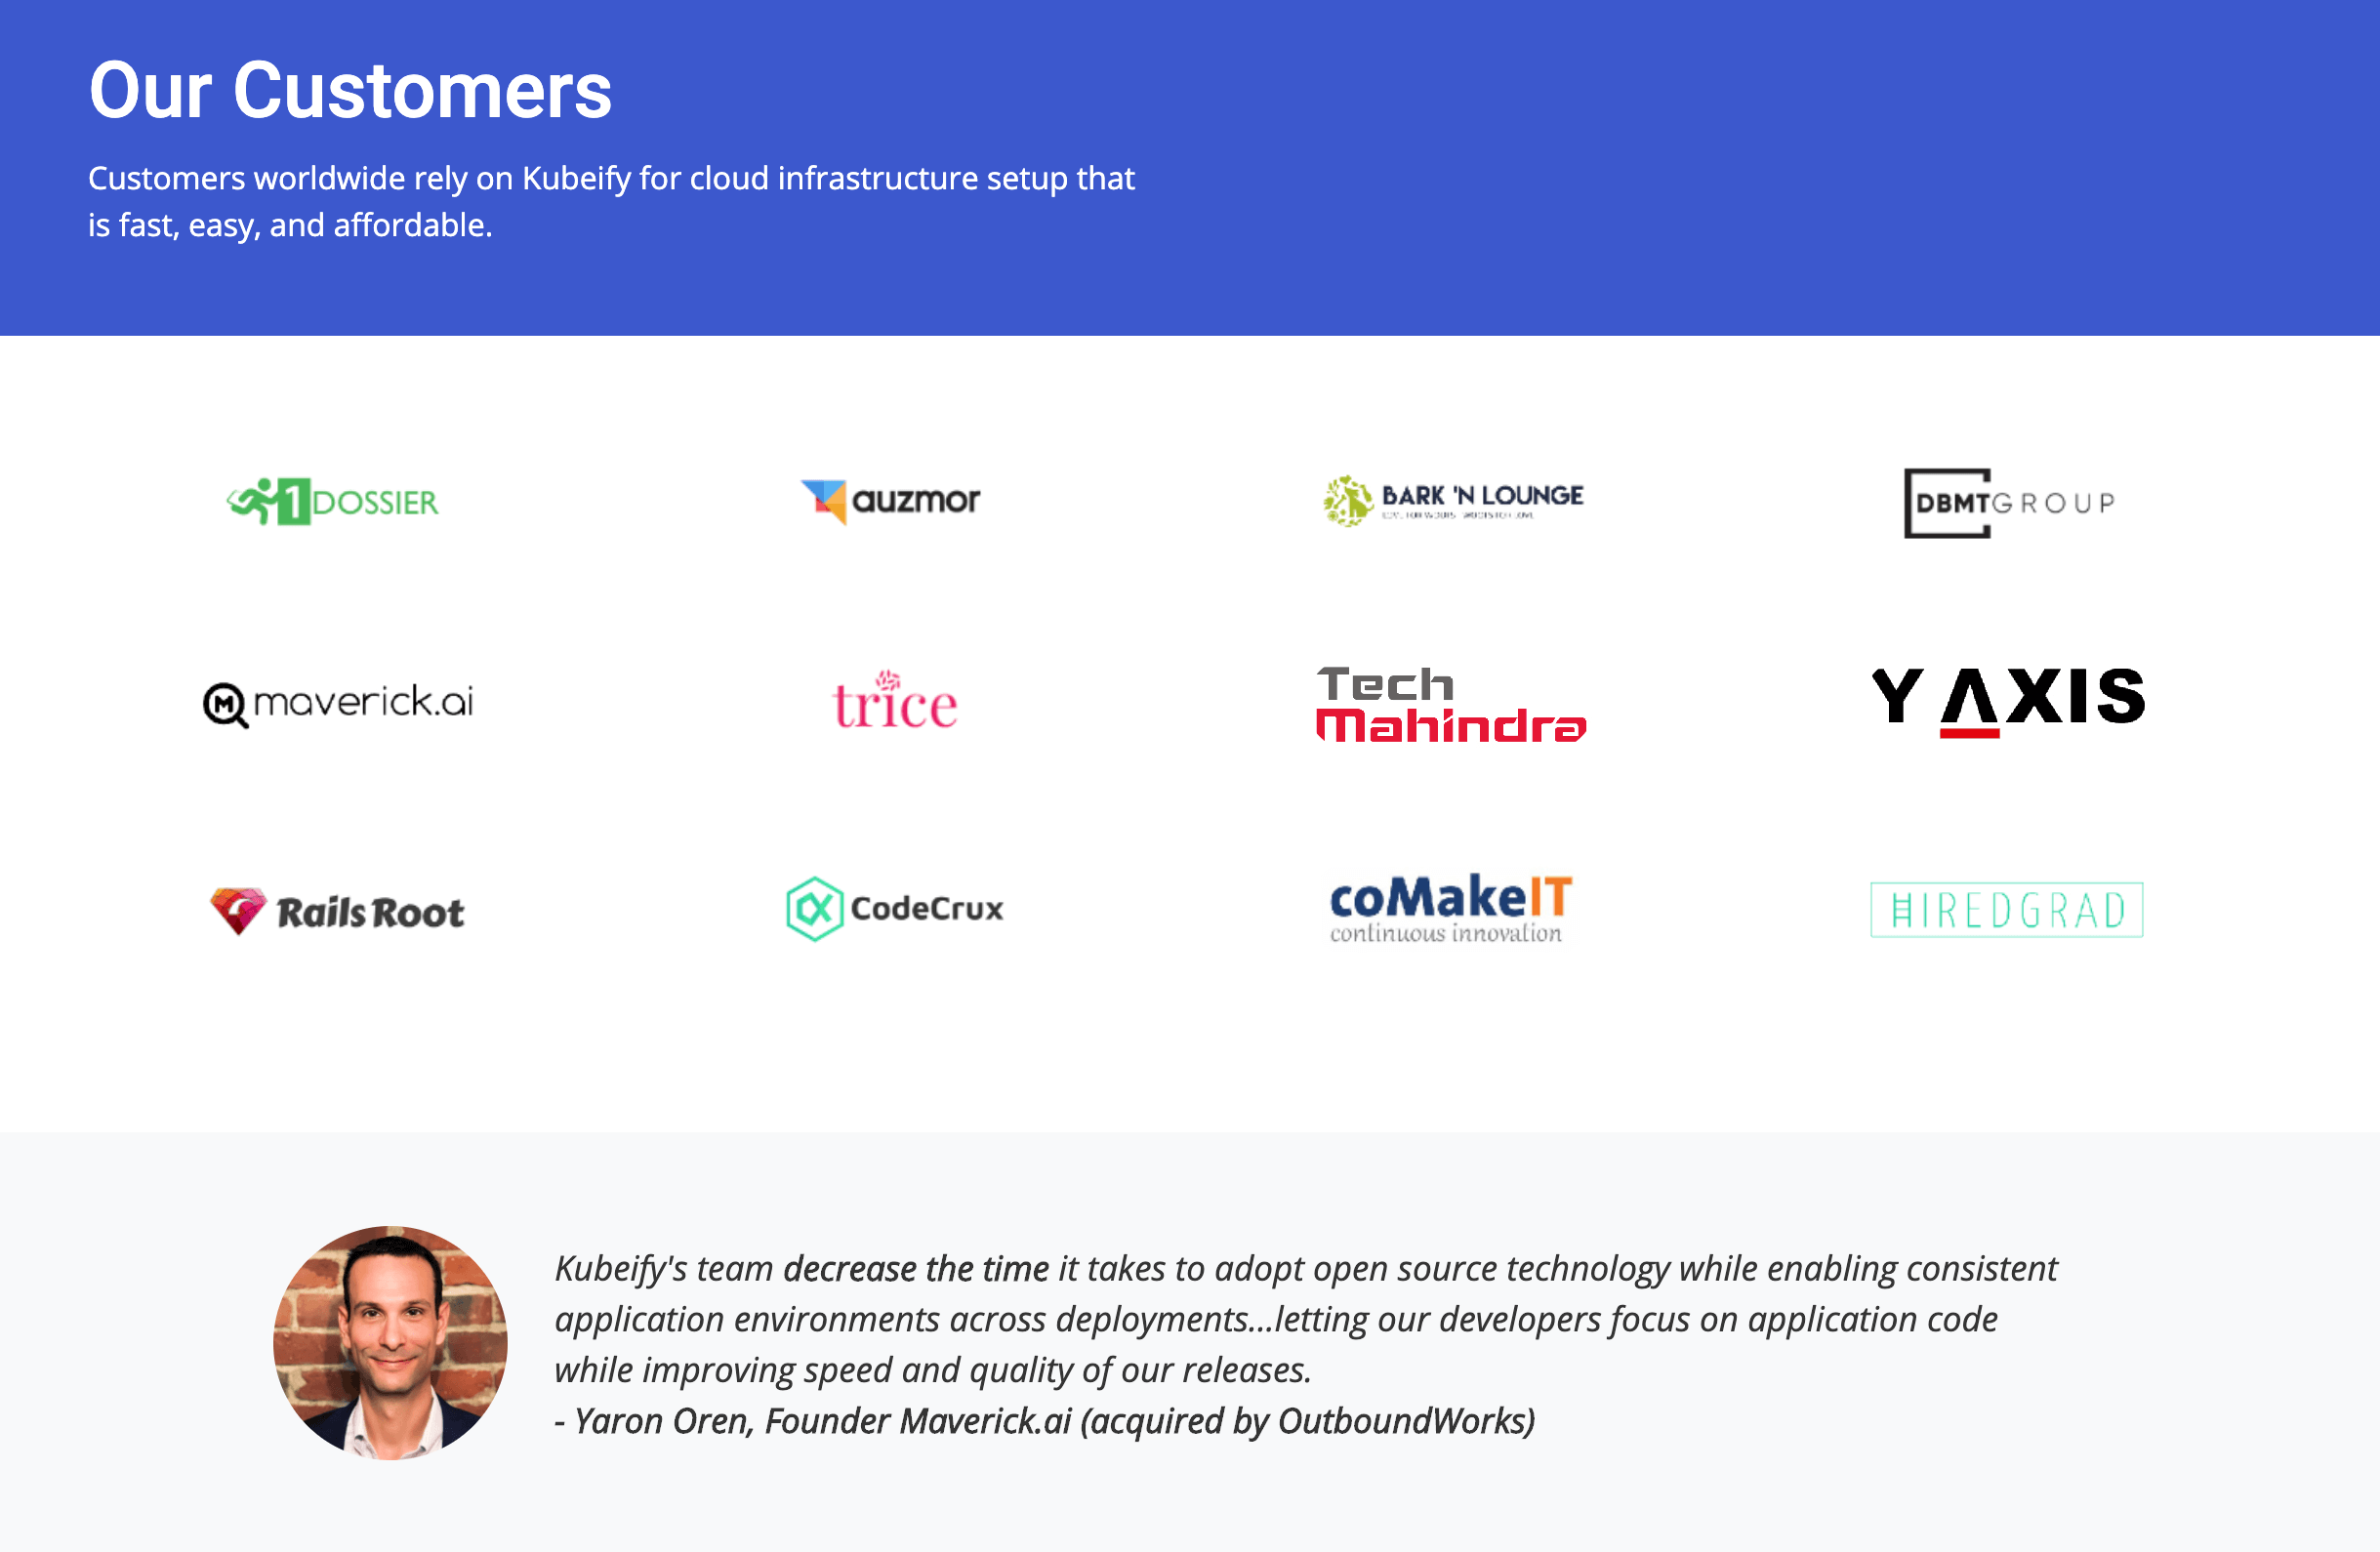 Our Customers
Customers worldwide rely on Kubeify for cloud infrastructure setup that
is fast, easy, and affordable.
1DOSSIER
auzmor
BARK 'N LOUNGE
DBMTGROUP
maverick.ai
trice
Tech
Mahindra
Y AXIS
Rails Root
CodeCrux
coMakeIT
continuous innovation
HIREDGRAD
Kubeify's team decrease the time it takes to adopt open source technology while enabling consistent
application environments across deployments...letting our developers focus on application code
while improving speed and quality of our releases.
- Yaron Oren, Founder Maverick.ai (acquired by OutboundWorks)